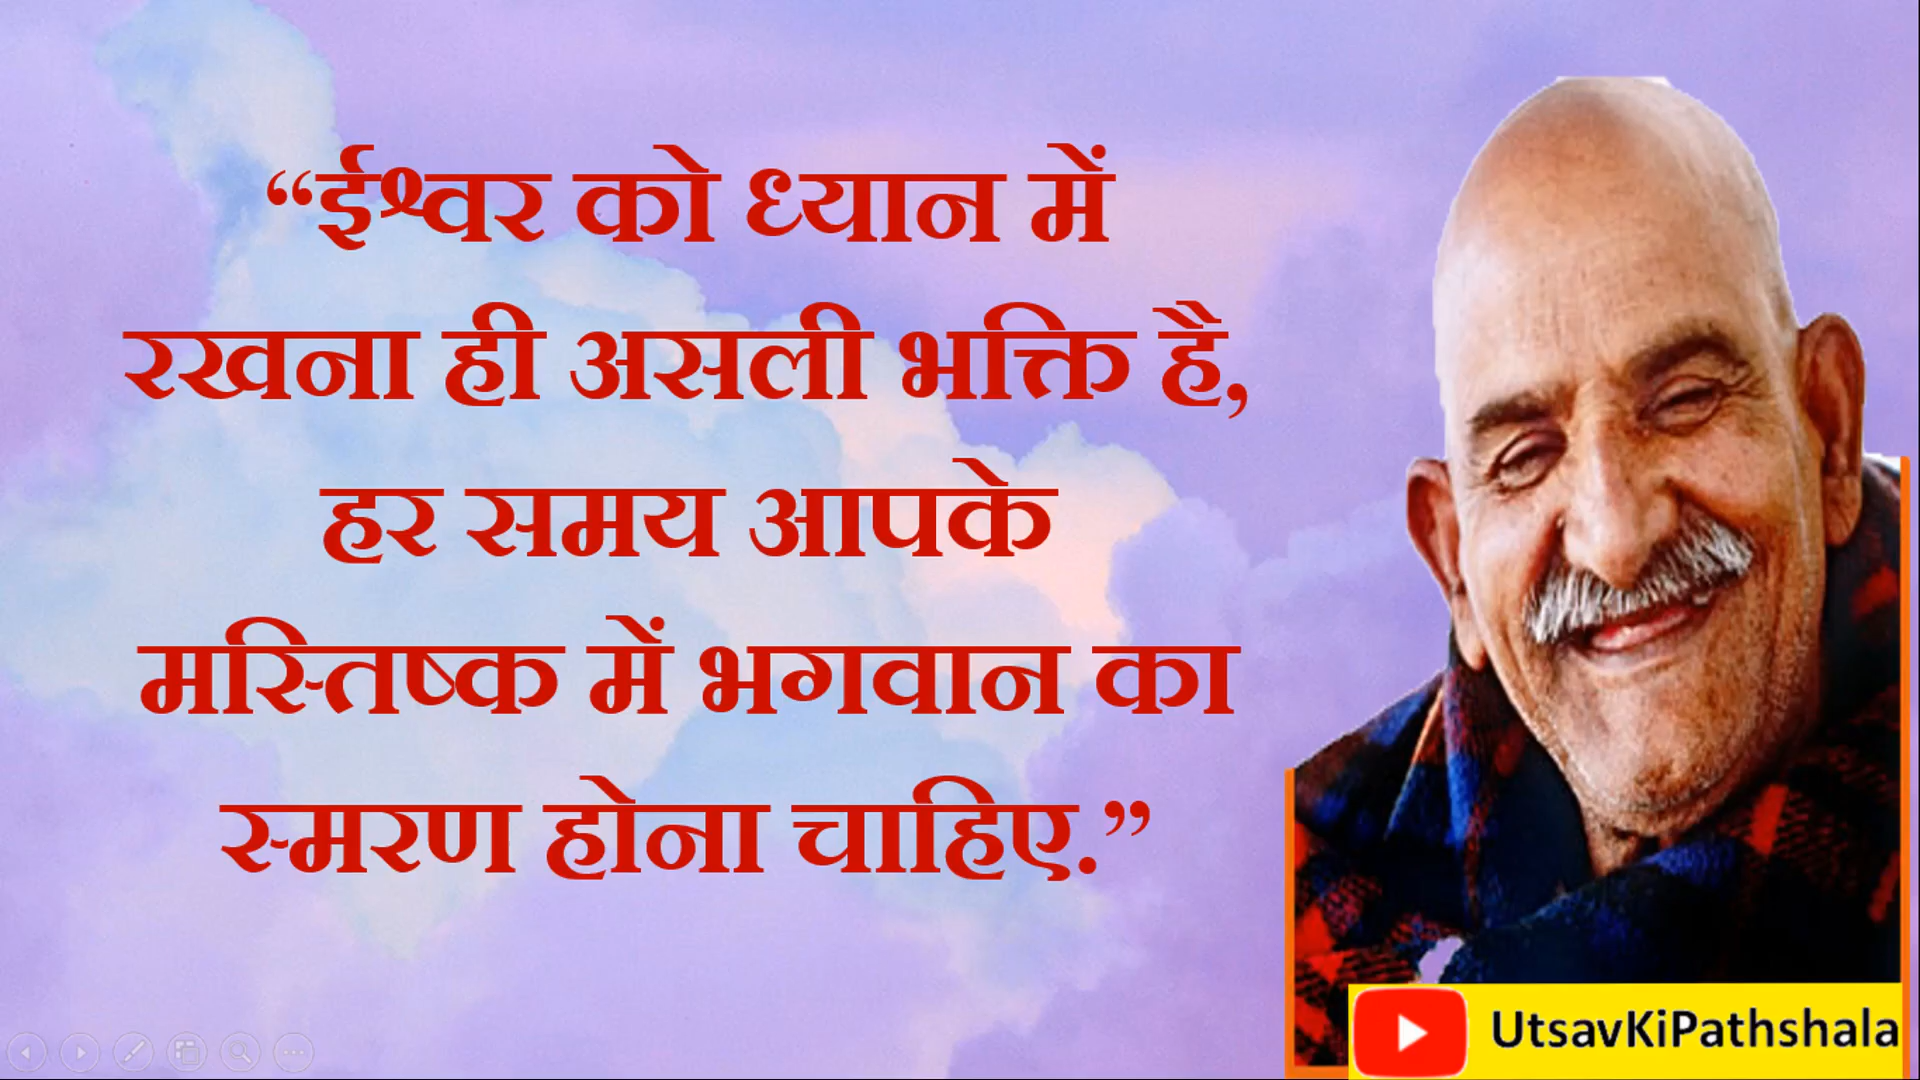 “ईश्वर को ध्यान में
रखना ही असली भक्ति है,
हर समय आपके
मस्तिष्क में भगवान का
स्मरण होना चाहिए.”
UtsavKiPathshala